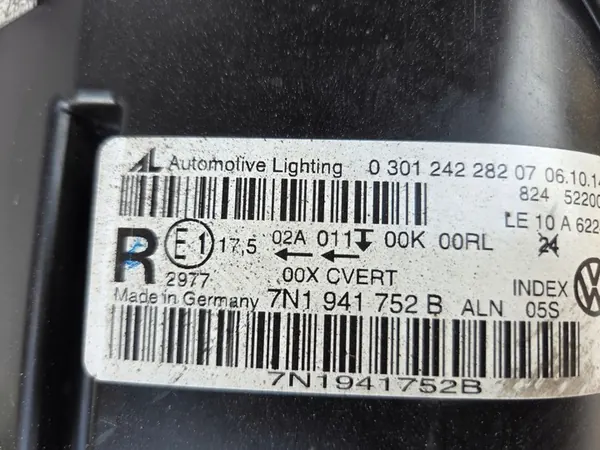 AL Automotive Lighting 0 301 242 282 07 06.10.14
824 52200
LE 10 A 622
R E1 17,5 02A 011 00K 00RL 24
2977 .00X CVERT INDEX
Made in Germany 7N1 941 752 B ALN 05S
7N1941752B